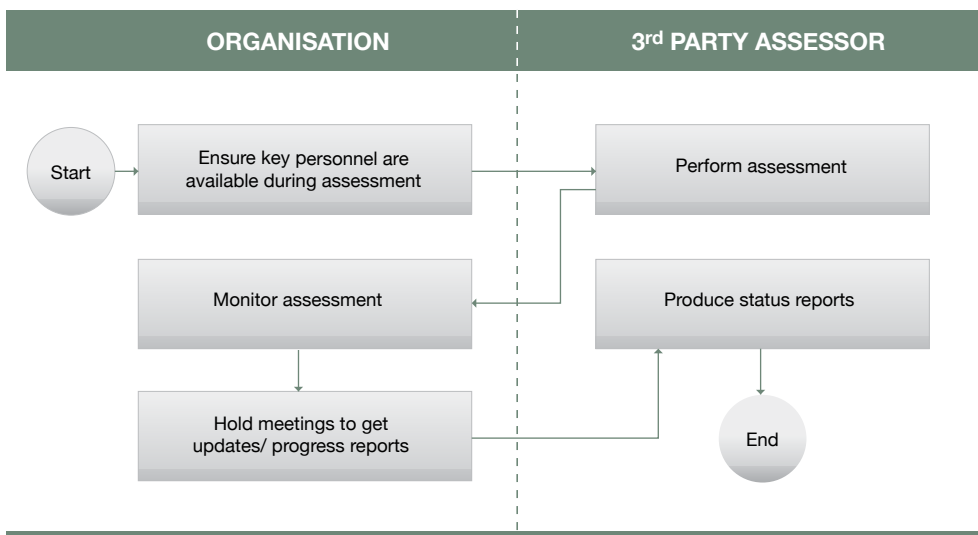 ORGANISATION
3rd PARTY ASSESSOR
Start
Ensure key personnel are
available during assessment
Perform assessment
Monitor assessment
Produce status reports
Hold meetings to get
updates/ progress reports
End